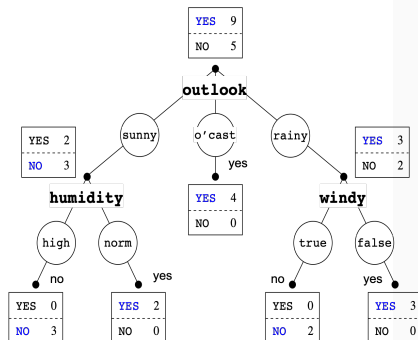 YES 9
NO 5
outlook
sunny
o'cast
rainy
YES 2
NO 3
yes
YES 3
NO 2
humidity
YES 4
NO 0
windy
high
norm
true
false
no
yes
no
yes
YES 0
NO 3
YES 2
NO 0
YES 0
NO 2
YES 3
NO 0